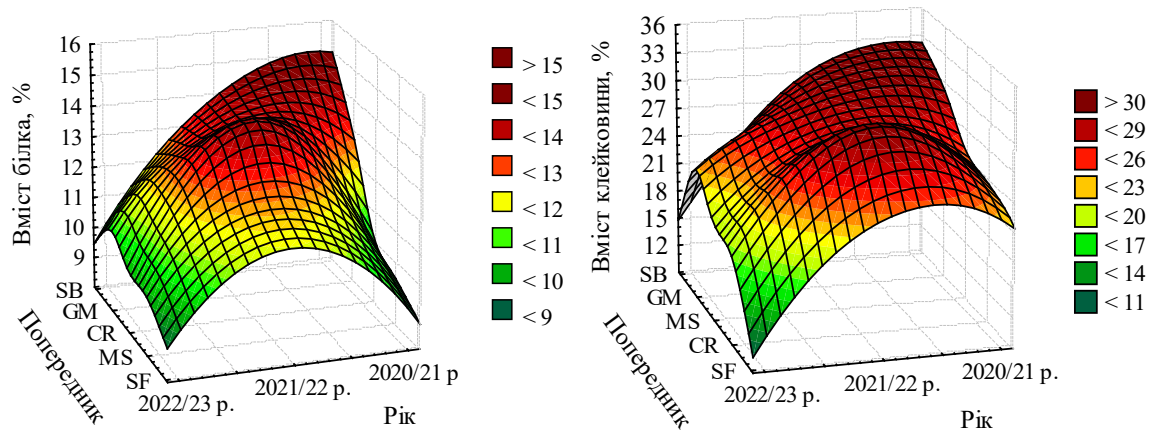 Вміст білка, %
16
15
14
13
12
11
10
9
SB
GM
CR
MS
SF
Попередник
2022/23 р.
2021/22 р.
2020/21 р
Рік
> 15
< 15
< 14
< 13
< 12
< 11
< 10
< 9
Вміст клейковини, %
36
33
30
27
24
21
18
15
12
SB
GM
MS
CR
SF
Попередник
2022/23 р.
2021/22 р.
2020/21 р.
Рік
> 30
< 29
< 26
< 23
< 20
< 17
< 14
< 11